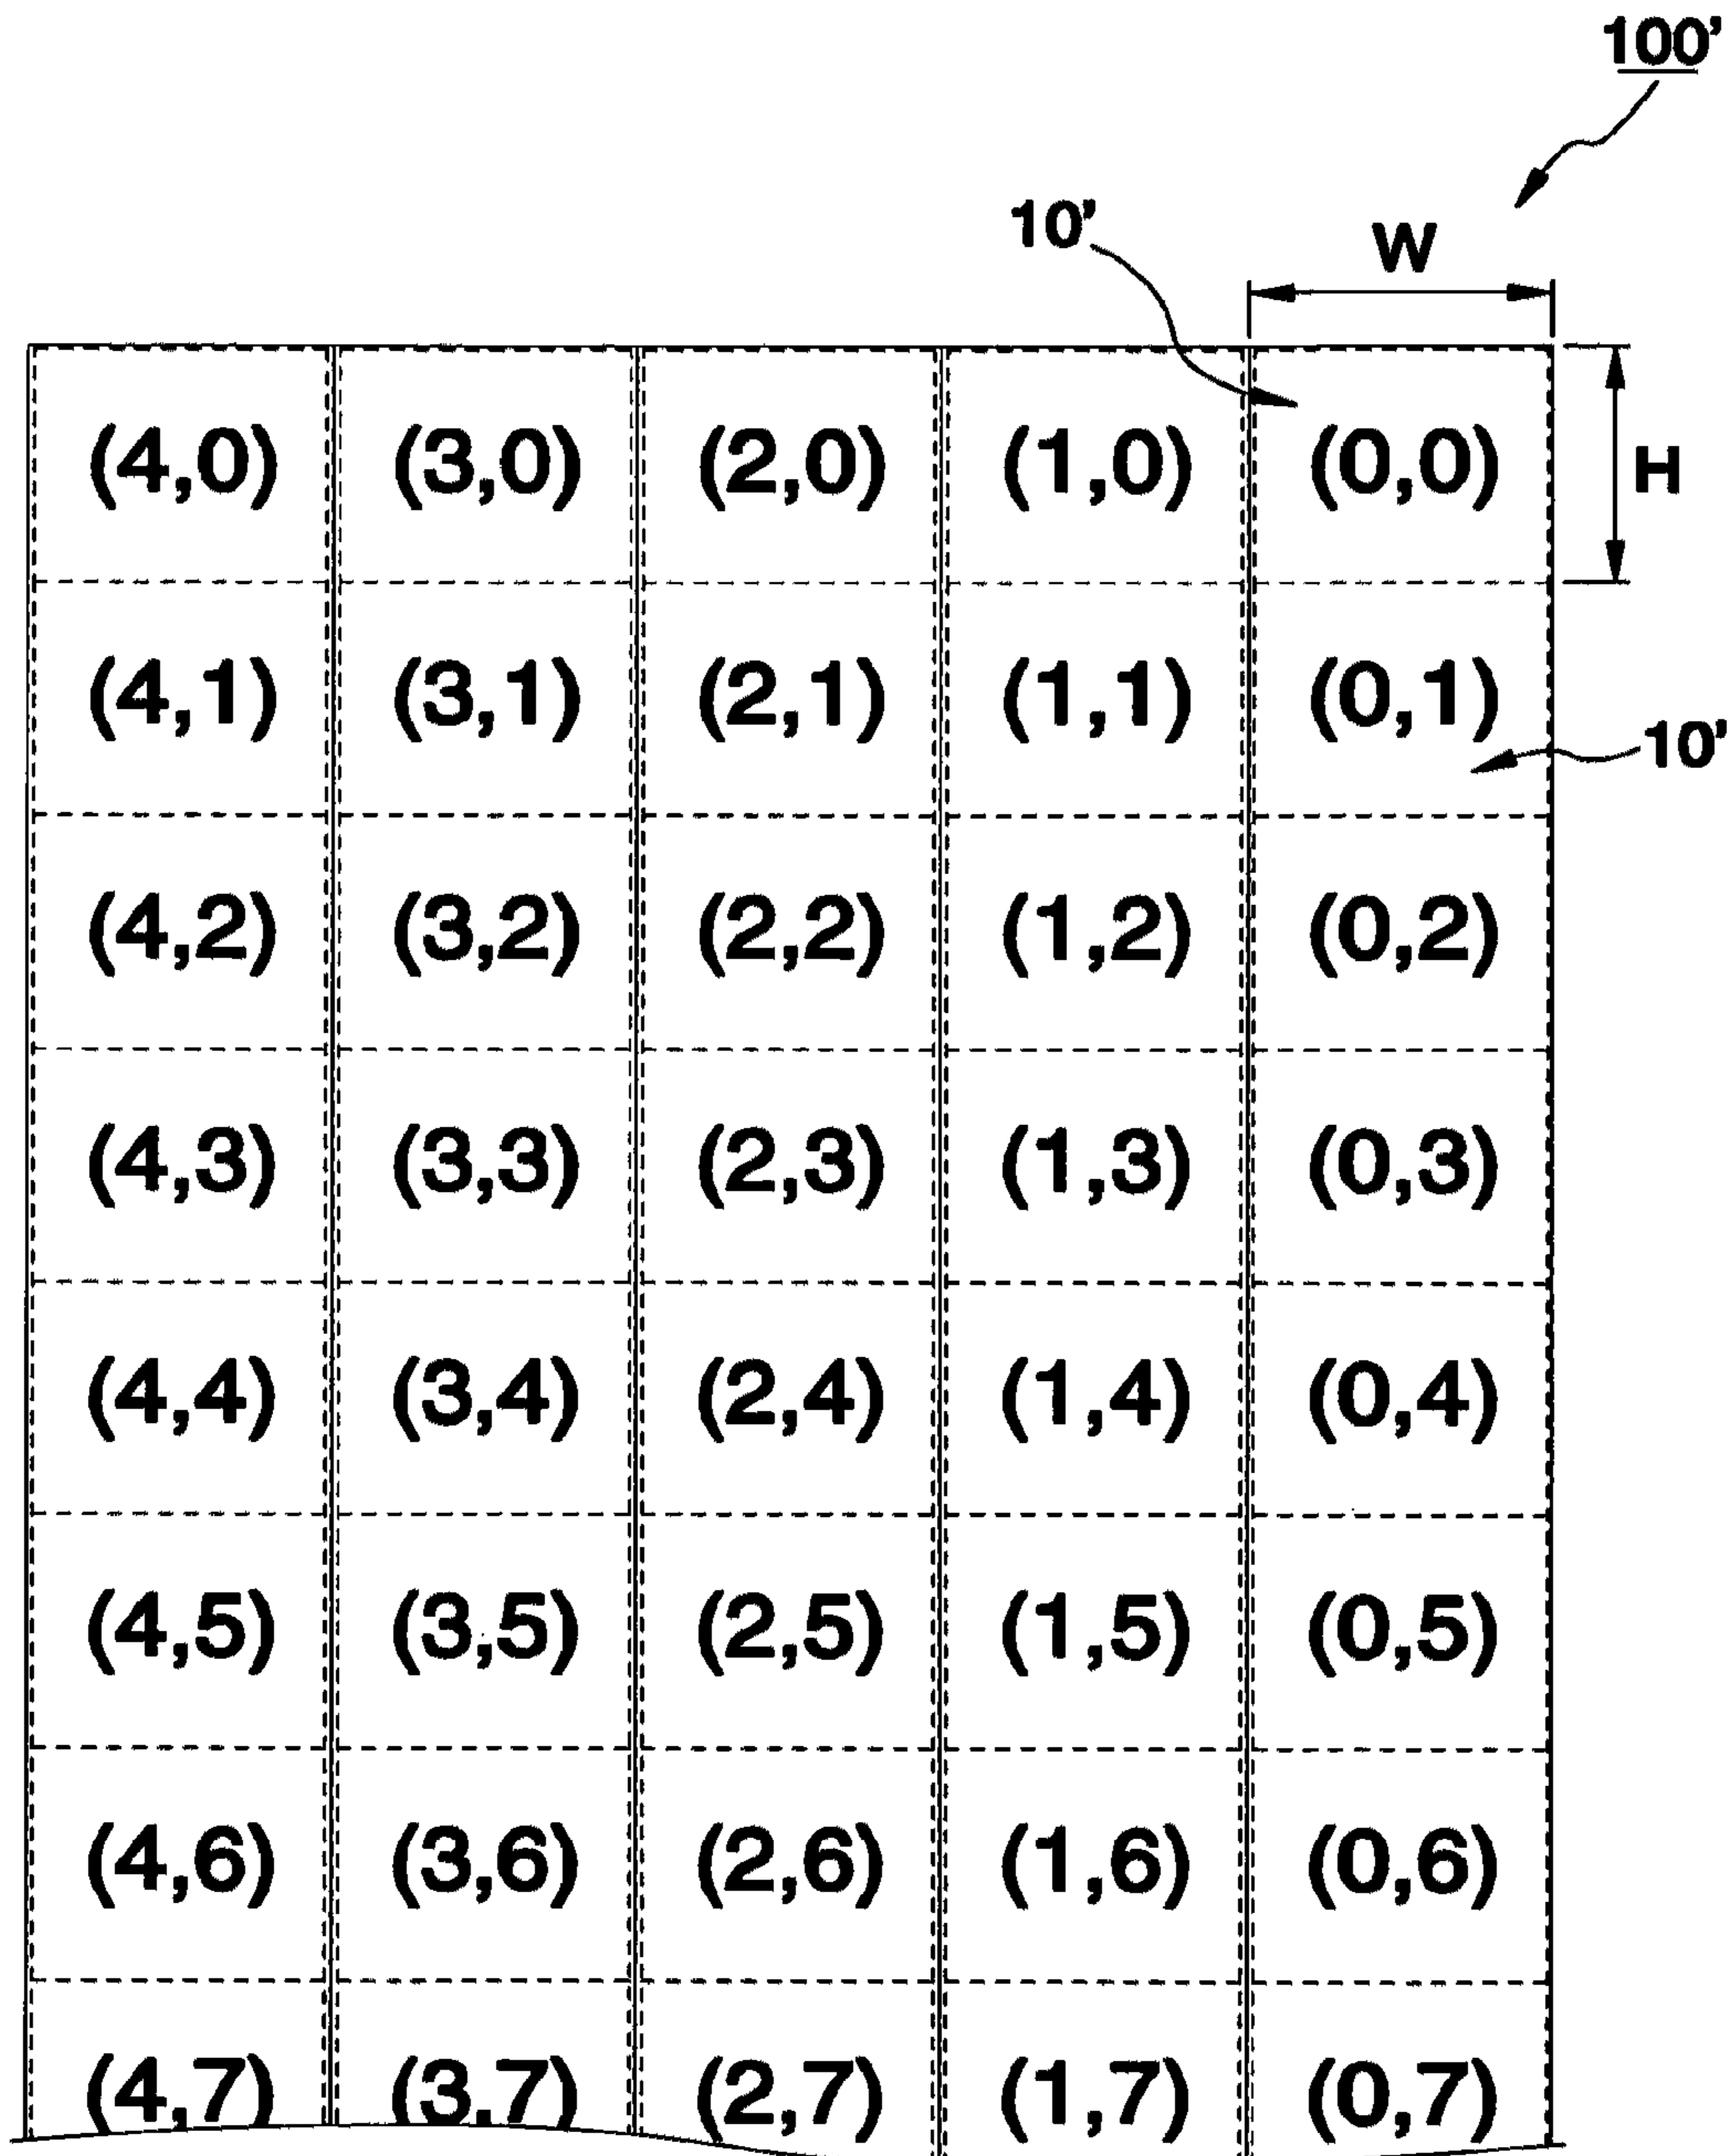 100'
10'
W
(4,0) (3,0) (2,0) (1,0) (0,0)
H
(4,1) (3,1) (2,1) (1,1) (0,1)
10'
(4,2) (3,2) (2,2) (1,2) (0,2)
(4,3) (3,3) (2,3) (1,3) (0,3)
(4,4) (3,4) (2,4) (1,4) (0,4)
(4,5) (3,5) (2,5) (1,5) (0,5)
(4,6) (3,6) (2,6) (1,6) (0,6)
(4,7) (3,7) (2,7) (1,7) (0,7)